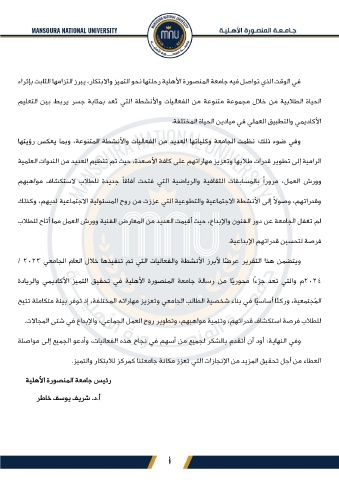 MANSOURA NATIONAL UNIVERSITY
جامعة المنصورة الأهلية
في الوقت الذي تواصل فيه جامعة المنصورة الأهلية رحلتها نحو التميز والابتكار، يبرز التزامها الثابت بإثراء
الحياة الطلابية من خلال مجموعة متنوعة من الفعاليات والأنشطة التي تُعد بمثابة جسر يربط بين التعليم
الأكاديمي والتطبيق العملي في ميادين الحياة المختلفة.
وفي ضوء ذلك، نظمت الجامعة وكلياتها العديد من الفعاليات والأنشطة المتنوعة، وبما يعكس رؤيتها
الرامية إلى تطوير قدرات طلابها وتعزيز مهاراتهم على كافة الأصعدة، حيث تم تنظيم العديد من الندوات العلمية
وورش العمل، مروراً بالمسابقات الثقافية والرياضية التي فتحت آفاقًا جديدة للطلاب لاستكشاف مواهبهم
وقدراتهم، وصولًا إلى الأنشطة الاجتماعية والتطوعية التي عززت من روح المسئولية الاجتماعية لديهم، وكذلك
لم تغفل الجامعة عن دور الفنون والإبداع، حيث أُقيمت العديد من المعارض الفنية وورش العمل مما أتاح للطلاب
فرصة لتحسين قدراتهم الإبداعية.
ويتضمن هذا التقرير عرضًا لأبرز الأنشطة والفعاليات التي تم تنفيذها خلال العام الجامعي ٢٠٢٣ /
٢٠٢٤م والتي تعد جزءًا محوريًا من رسالة جامعة المنصورة الأهلية في تحقيق التميز الأكاديمي والريادة
المجتمعية، وركنًا أساسيًا في بناء شخصية الطالب الجامعي وتعزيز مهاراته المختلفة، إذ توفر بيئة متكاملة تتيح
للطلاب فرصة استكشاف قدراتهم، وتنمية مواهبهم، وتطوير روح العمل الجماعي، والإبداع في شتى المجالات.
وفي النهاية، أود أن أتقدم بالشكر لجميع من أسهم في نجاح هذه الفعاليات، وأدعو الجميع إلى مواصلة
العطاء من أجل تحقيق المزيد من الإنجازات التي تعزز مكانة جامعتنا كمركز للابتكار والتميز.
رئيس جامعة المنصورة الأهلية
أ.د. شريف يوسف خاطر
أ